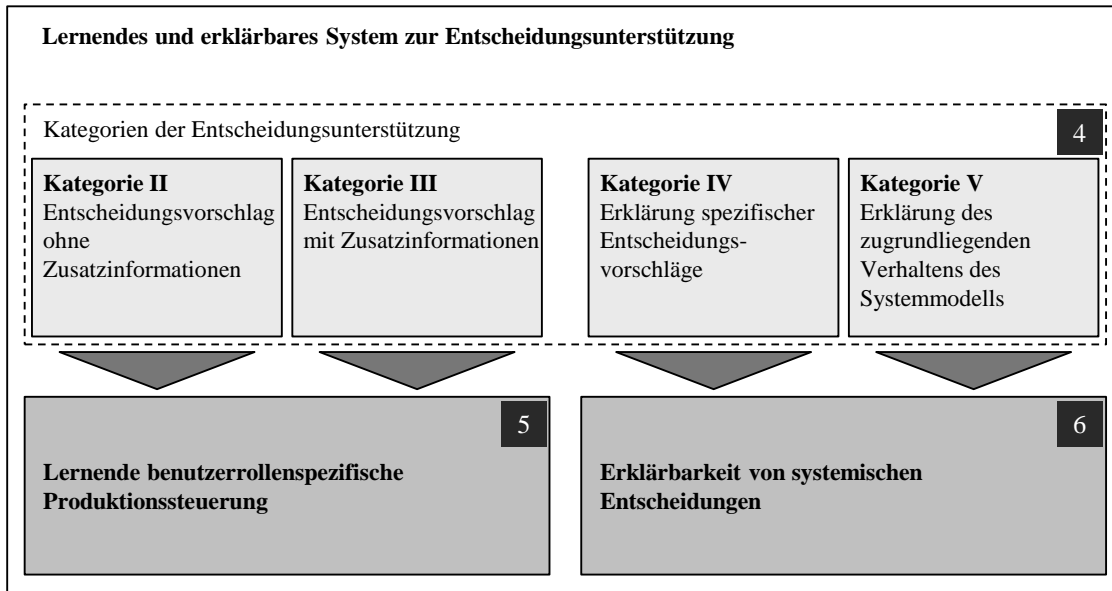 Lernendes und erklärbares System zur Entscheidungsunterstützung
Kategorien der Entscheidungsunterstützung
4
Kategorie II
Entscheidungsvorschlag
ohne
Zusatzinformationen
Kategorie III
Entscheidungsvorschlag
mit Zusatzinformationen
Kategorie IV
Erklärung spezifischer
Entscheidungs-
vorschläge
Kategorie V
Erklärung des
zugrundliegenden
Verhaltens des
Systemmodells
5
Lernende benutzerrollenspezifische
Produktionssteuerung
6
Erklärbarkeit von systemischen
Entscheidungen